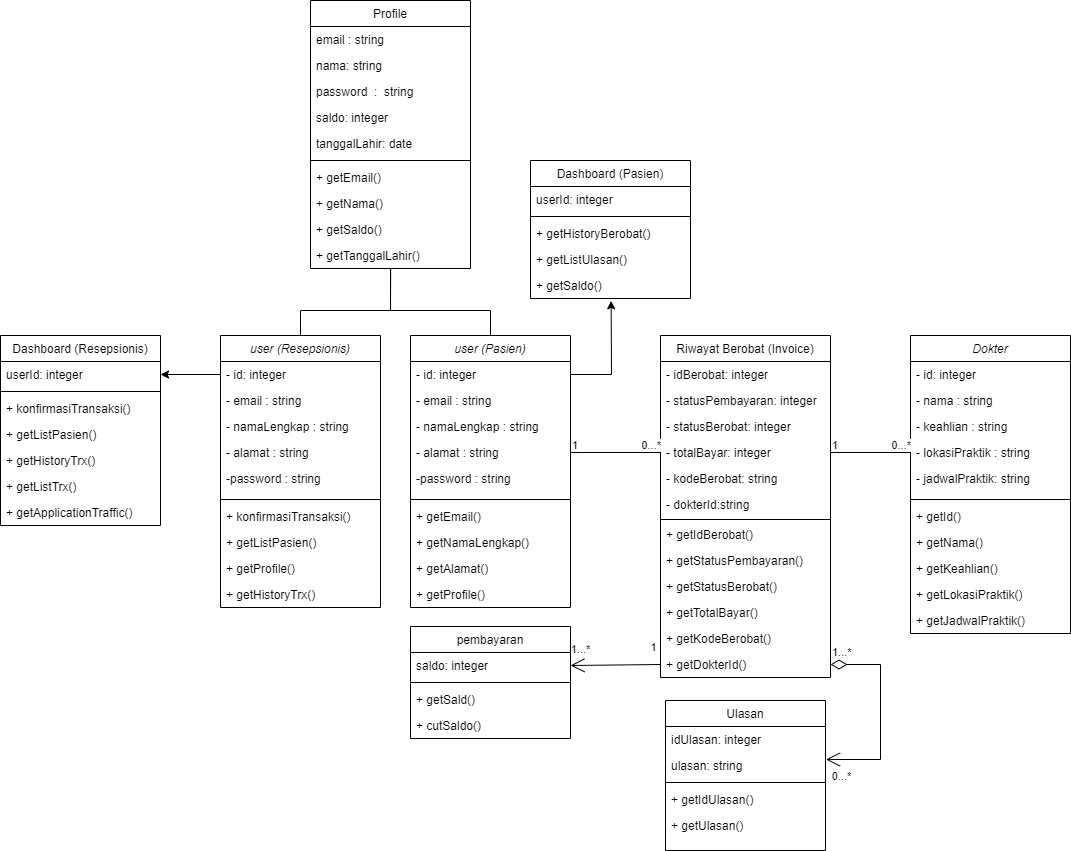 Profile
email : string
nama: string
password  :  string
saldo: integer
tanggalLahir: date
+ getEmail()
+ getNama()
+ getSaldo()
+ getTanggalLahir()
Dashboard (Pasien)
userId: integer
+ getHistoryBerobat()
+ getListUlasan()
+ getSaldo()
Dashboard (Resepsionis)
userId: integer
+ konfirmasiTransaksi()
+ getListPasien()
+ getHistoryTrx()
+ getListTrx()
+ getApplicationTraffic()
user (Resepsionis)
- id: integer
- email : string
- namaLengkap : string
- alamat : string
-password : string
+ konfirmasiTransaksi()
+ getListPasien()
+ getProfile()
+ getHistoryTrx()
user (Pasien)
- id: integer
- email : string
- namaLengkap : string
- alamat : string
-password : string
+ getEmail()
+ getNamaLengkap()
+ getAlamat()
+ getProfile()
1
0...*
Riwayat Berobat (Invoice)
- idBerobat: integer
- statusPembayaran: integer
- statusBerobat: integer
- totalBayar: integer
- kodeBerobat: string
- dokterId:string
+ getIdBerobat()
+ getStatusPembayaran()
+ getStatusBerobat()
+ getTotalBayar()
+ getKodeBerobat()
+ getDokterId()
1
0...*
Dokter
- id: integer
- nama : string
- keahlian : string
- lokasiPraktik : string
- jadwalPraktik: string
+ getId()
+ getNama()
+ getKeahlian()
+ getLokasiPraktik()
+ getJadwalPraktik()
pembayaran
saldo: integer
+ getSald()
+ cutSaldo()
1...*
1
1...*
0...*
Ulasan
idUlasan: integer
ulasan: string
+ getIdUlasan()
+ getUlasan()